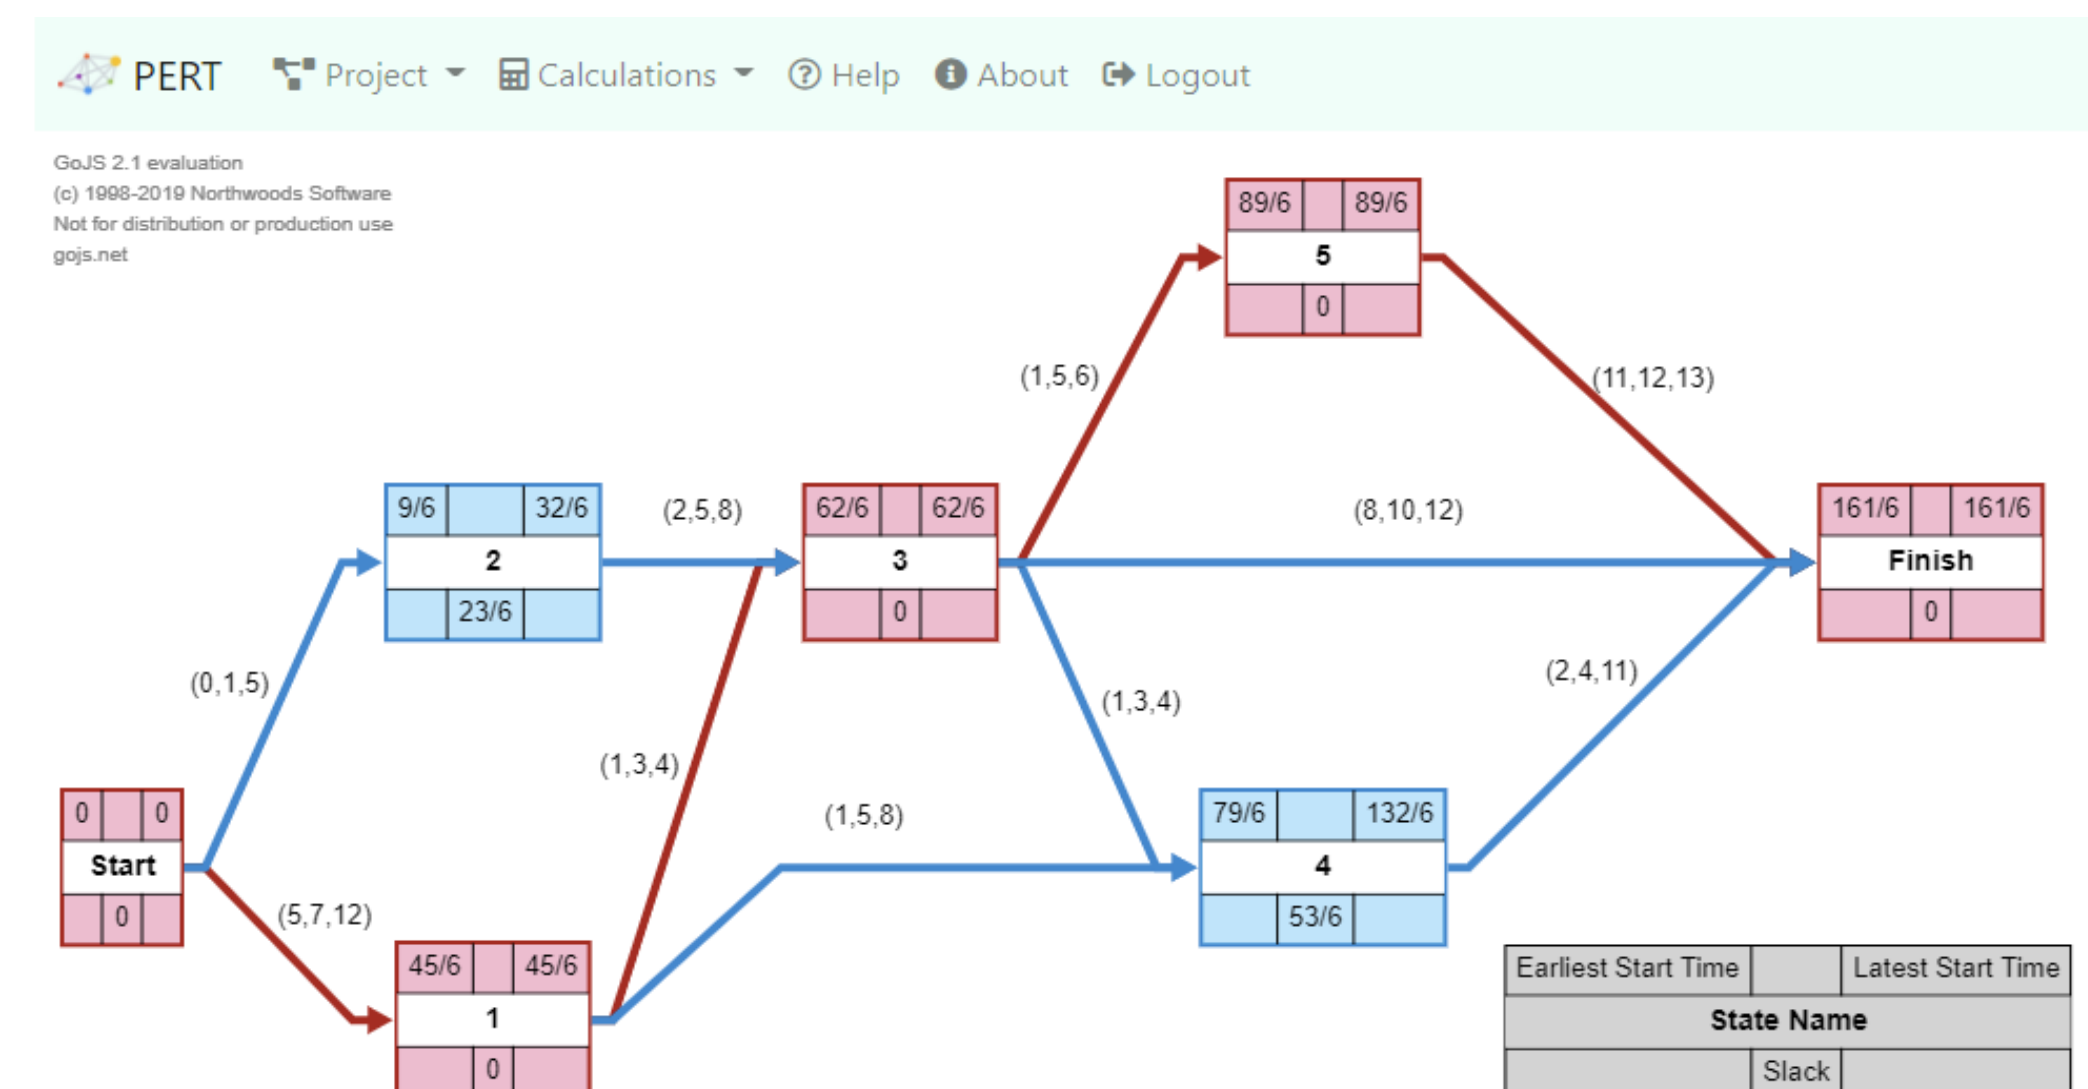 PERT Project Calculations Help About Logout
GoJS 2.1 evaluation
(c) 1998-2019 Northwoods Software
Not for distribution or production use
gojs.net
89/6 89/6
5
0
(1,5,6)
(11,12,13)
9/6 32/6
2
23/6
(2,5,8)
62/6 62/6
3
0
(8,10,12)
161/6 161/6
Finish
0
(0,1,5)
(1,3,4)
(1,3,4)
(2,4,11)
0 0
Start
0
(1,5,8)
79/6 132/6
4
53/6
(5,7,12)
45/6 45/6
1
0
Earliest Start Time Latest Start Time
State Name
Slack